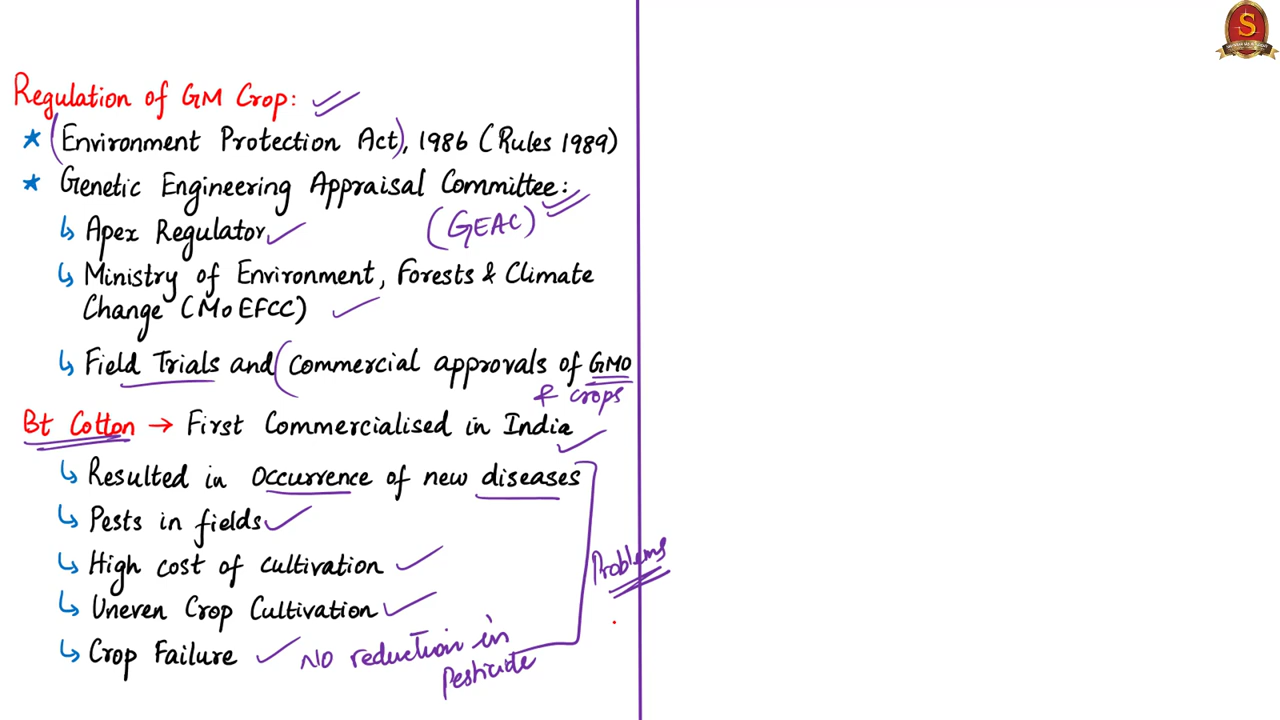 Regulation of GM Crop:
(Environment Protection Act), 1986 (Rules 1989)
Genetic Engineering Appraisal Committee:
(GEAC)
Apex Regulator
Ministry of Environment, Forests & Climate
Change (MoEFCC)
Field Trials and (Commercial approvals of GMO
& crops
Bt Cotton → First Commercialised in India
Resulted in Occurrence of new diseases
Pests in fields
High cost of cultivation
Problems
Uneven Crop Cultivation
Crop Failure
NO reduction in
Pesticide
S